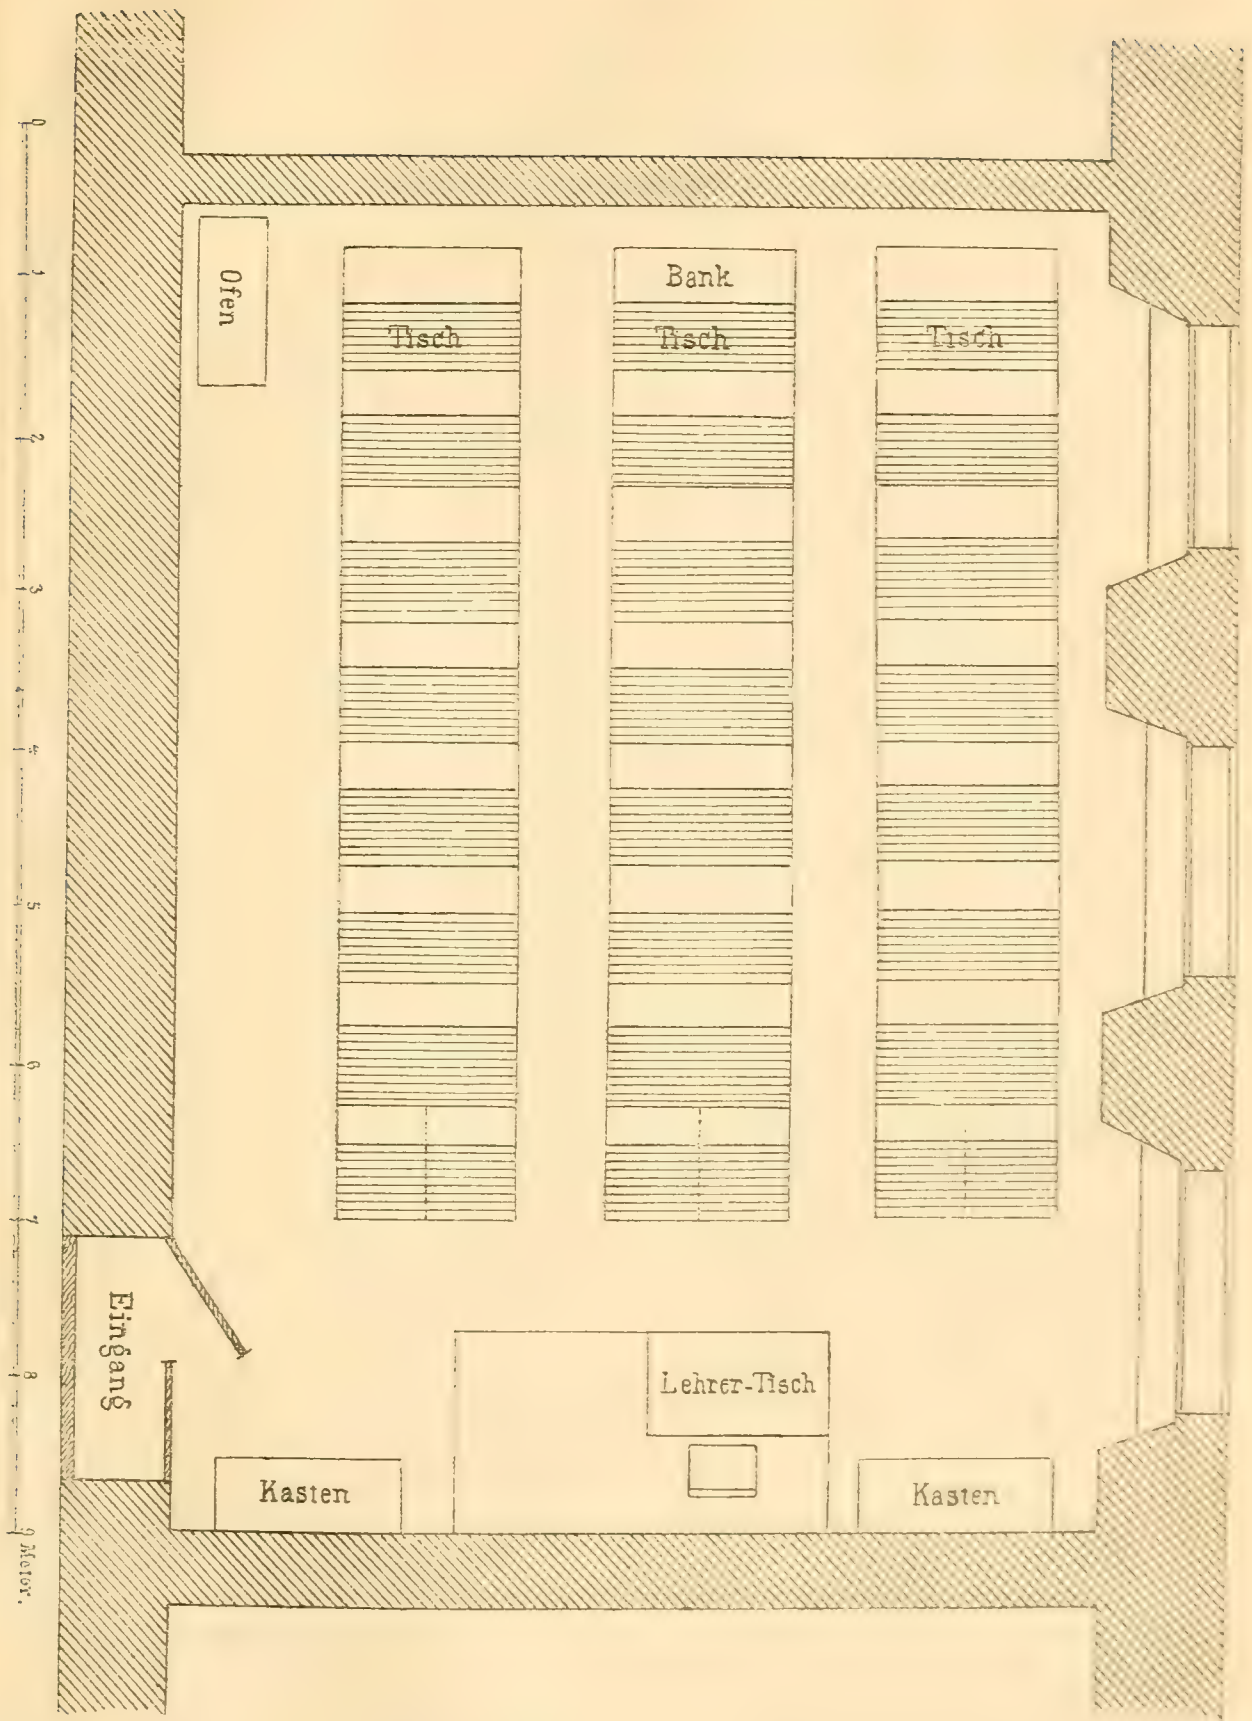 Bank
Ofen
Tisch
Tisch
Tisch
Lehrer-Tisch
Eingang
Kasten
Kasten
0
1
2
3
4
5
6
7
8
9 Meter.